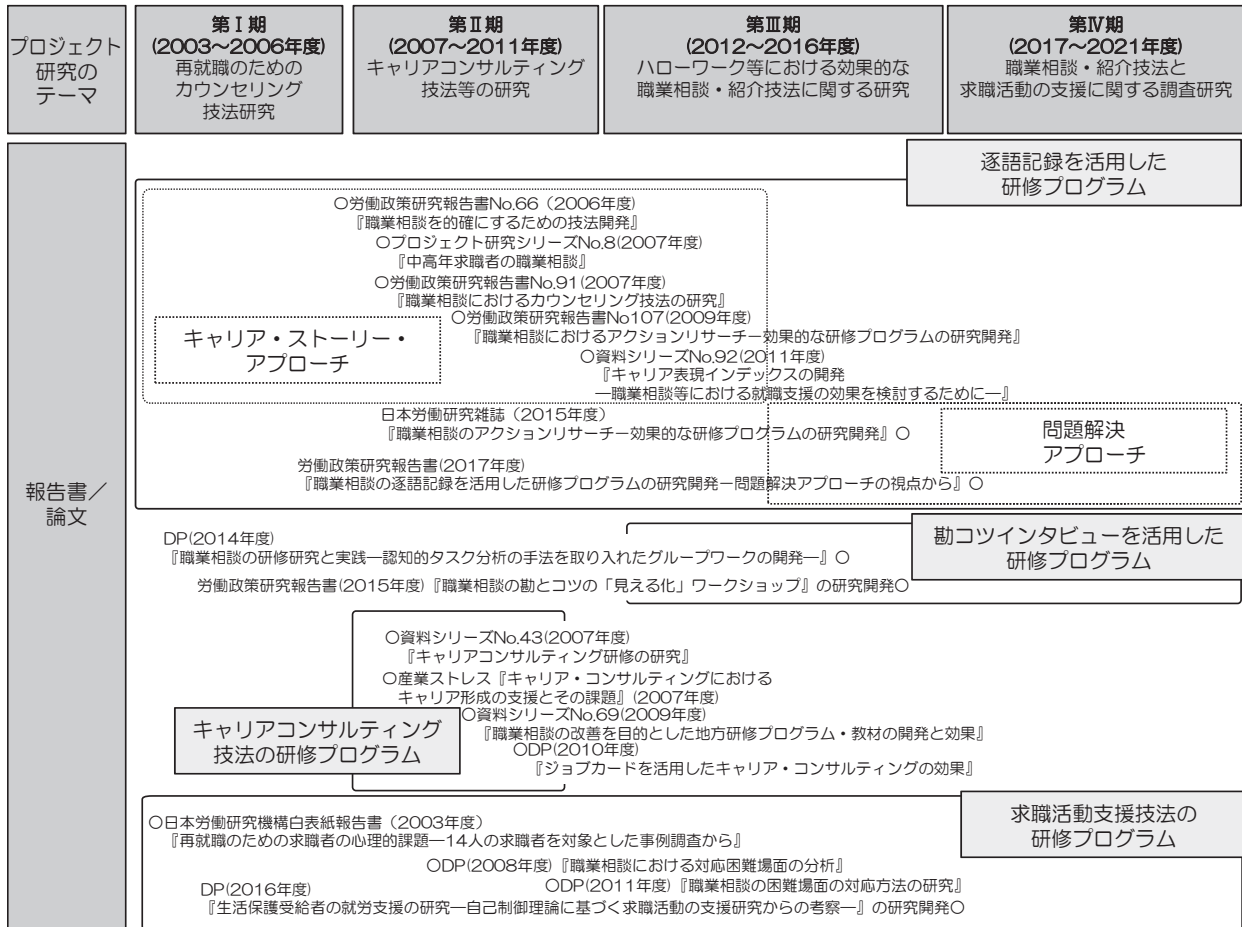 プロジェクト
研究の
テーマ
第Ⅰ期
(2003〜2006年度)
再就職のための
カウンセリング
技法研究
第Ⅱ期
(2007〜2011年度)
キャリアコンサルティング
技法等の研究
第Ⅲ期
(2012〜2016年度)
ハローワーク等における効果的な
職業相談・紹介技法に関する研究
第Ⅳ期
(2017〜2021年度)
職業相談・紹介技法と
求職活動の支援に関する調査研究
報告書／
論文
逐語記録を活用した
研修プログラム
○労働政策研究報告書No.66（2006年度）
『職業相談を的確にするための技法開発』
○プロジェクト研究シリーズNo.8(2007年度)
『中高年求職者の職業相談』
○労働政策研究報告書No.91(2007年度)
『職業相談におけるカウンセリング技法の研究』
○労働政策研究報告書No107(2009年度)
『職業相談におけるアクションリサーチー効果的な研修プログラムの研究開発』
キャリア・ストーリー・
アプローチ
○資料シリーズNo.92(2011年度)
『キャリア表現インデックスの開発
―職業相談等における就職支援の効果を検討するために―』
日本労働研究雑誌（2015年度）
『職業相談のアクションリサーチー効果的な研修プログラムの研究開発』○
問題解決
アプローチ
労働政策研究報告書(2017年度)
『職業相談の逐語記録を活用した研修プログラムの研究開発－問題解決アプローチの視点から』○
勘コツインタビューを活用した
研修プログラム
DP(2014年度)
『職業相談の研修研究と実践―認知的タスク分析の手法を取り入れたグループワークの開発―』○
労働政策研究報告書(2015年度)『職業相談の勘とコツの「見える化」ワークショップ』の研究開発○
○資料シリーズNo.43(2007年度)
『キャリアコンサルティング研修の研究』
○産業ストレス『キャリア・コンサルティングにおける
キャリア形成の支援とその課題』(2007年度)
○資料シリーズNo.69(2009年度)
『職業相談の改善を目的とした地方研修プログラム・教材の開発と効果』
○DP(2010年度)
『ジョブカードを活用したキャリア・コンサルティングの効果』
キャリアコンサルティング
技法の研修プログラム
求職活動支援技法の
研修プログラム
○日本労働研究機構白表紙報告書（2003年度）
『再就職のための求職者の心理的課題―14人の求職者を対象とした事例調査から』
○DP(2008年度)『職業相談における対応困難場面の分析』
○DP(2011年度)『職業相談の困難場面の対応方法の研究』
DP(2016年度)
『生活保護受給者の就労支援の研究―自己制御理論に基づく求職活動の支援研究からの考察―』の研究開発○